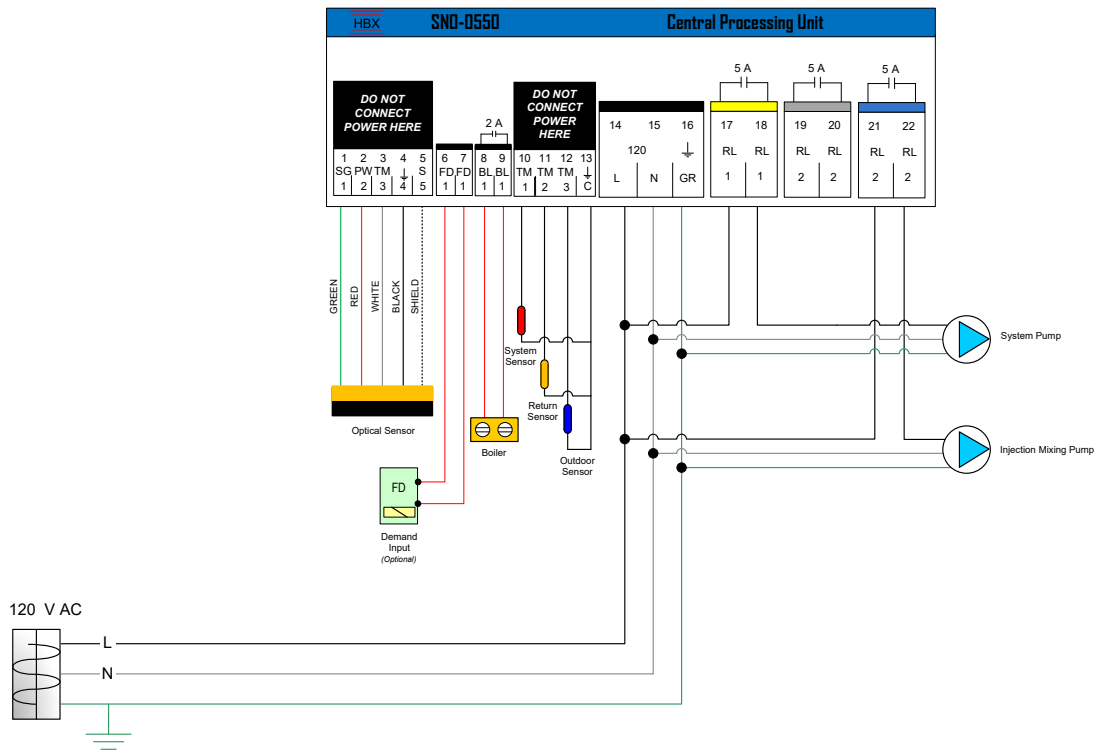 HBX
SNO-0550
Central Processing Unit
DO NOT
CONNECT
POWER HERE
2 A
DO NOT
CONNECT
POWER
HERE
5 A
5 A
5 A
1 2 3 4 5
SG PW TM S
1 2 3 4 5
6 7
FD FD
1 1
8 9
BL BL
1 1
10 11 12 13
TM TM TM
1 2 3 C
14 15 16
120
L N GR
17 18
RL RL
1 1
19 20
RL RL
2 2
21 22
RL RL
2 2
GREEN
RED
WHITE
BLACK
SHIELD
System
Sensor
Return
Sensor
Outdoor
Sensor
Optical Sensor
Boiler
FD
Demand
Input
(Optional)
System Pump
Injection Mixing Pump
120 V AC
L
N